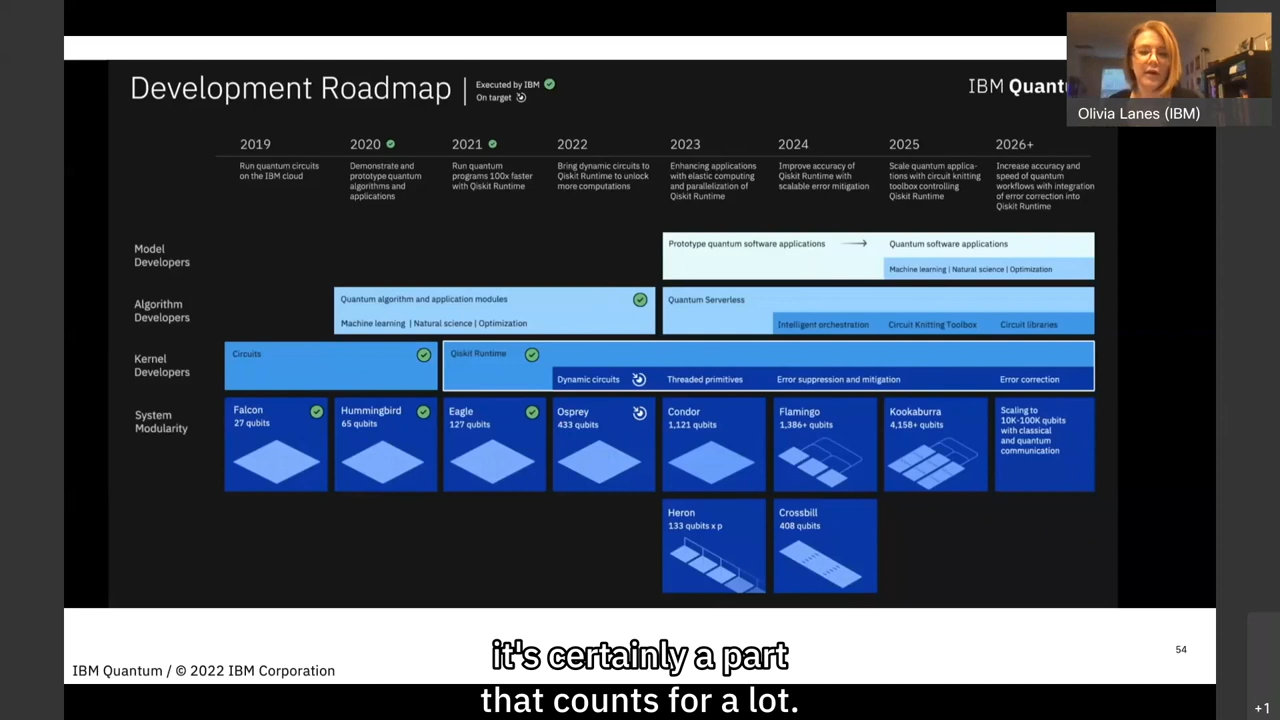 Development Roadmap
Executed by IBM
On target
IBM Quant
Olivia Lanes (IBM)
2019
2020
2021
2022
2023
2024
2025
2026+
Run quantum circuits
on the IBM cloud
Demonstrate and
prototype quantum
algorithms and
applications
Run quantum
programs 100x faster
with Qiskit Runtime
Bring dynamic circuits to
Qiskit Runtime to unlock
more computations
Enhancing applications
with elastic computing
and parallelization of
Qiskit Runtime
Improve accuracy of
Qiskit Runtime with
scalable error mitigation
Scale quantum applica-
tions with circuit knitting
toolbox controlling
Qiskit Runtime
Increase accuracy and
speed of quantum
workflows with integration
of error correction into
Qiskit Runtime
Model
Developers
Prototype quantum software applications →
Quantum software applications
Machine learning | Natural science | Optimization
Algorithm
Developers
Quantum algorithm and application modules
Machine learning | Natural science | Optimization
Quantum Serverless
Intelligent orchestration
Circuit Knitting Toolbox
Circuit libraries
Kernel
Developers
Circuits
Qiskit Runtime
Dynamic circuits
Threaded primitives
Error suppression and mitigation
Error correction
System
Modularity
Falcon
27 qubits
Hummingbird
65 qubits
Eagle
127 qubits
Osprey
433 qubits
Condor
1,121 qubits
Flamingo
1,386+ qubits
Kookaburra
4,158+ qubits
Scaling to
10K-100K qubits
with classical
and quantum
communication
Heron
133 qubits x p
Crossbill
408 qubits
it's certainly a part
that counts for a lot.
IBM Quantum / © 2022 IBM Corporation
54
+1